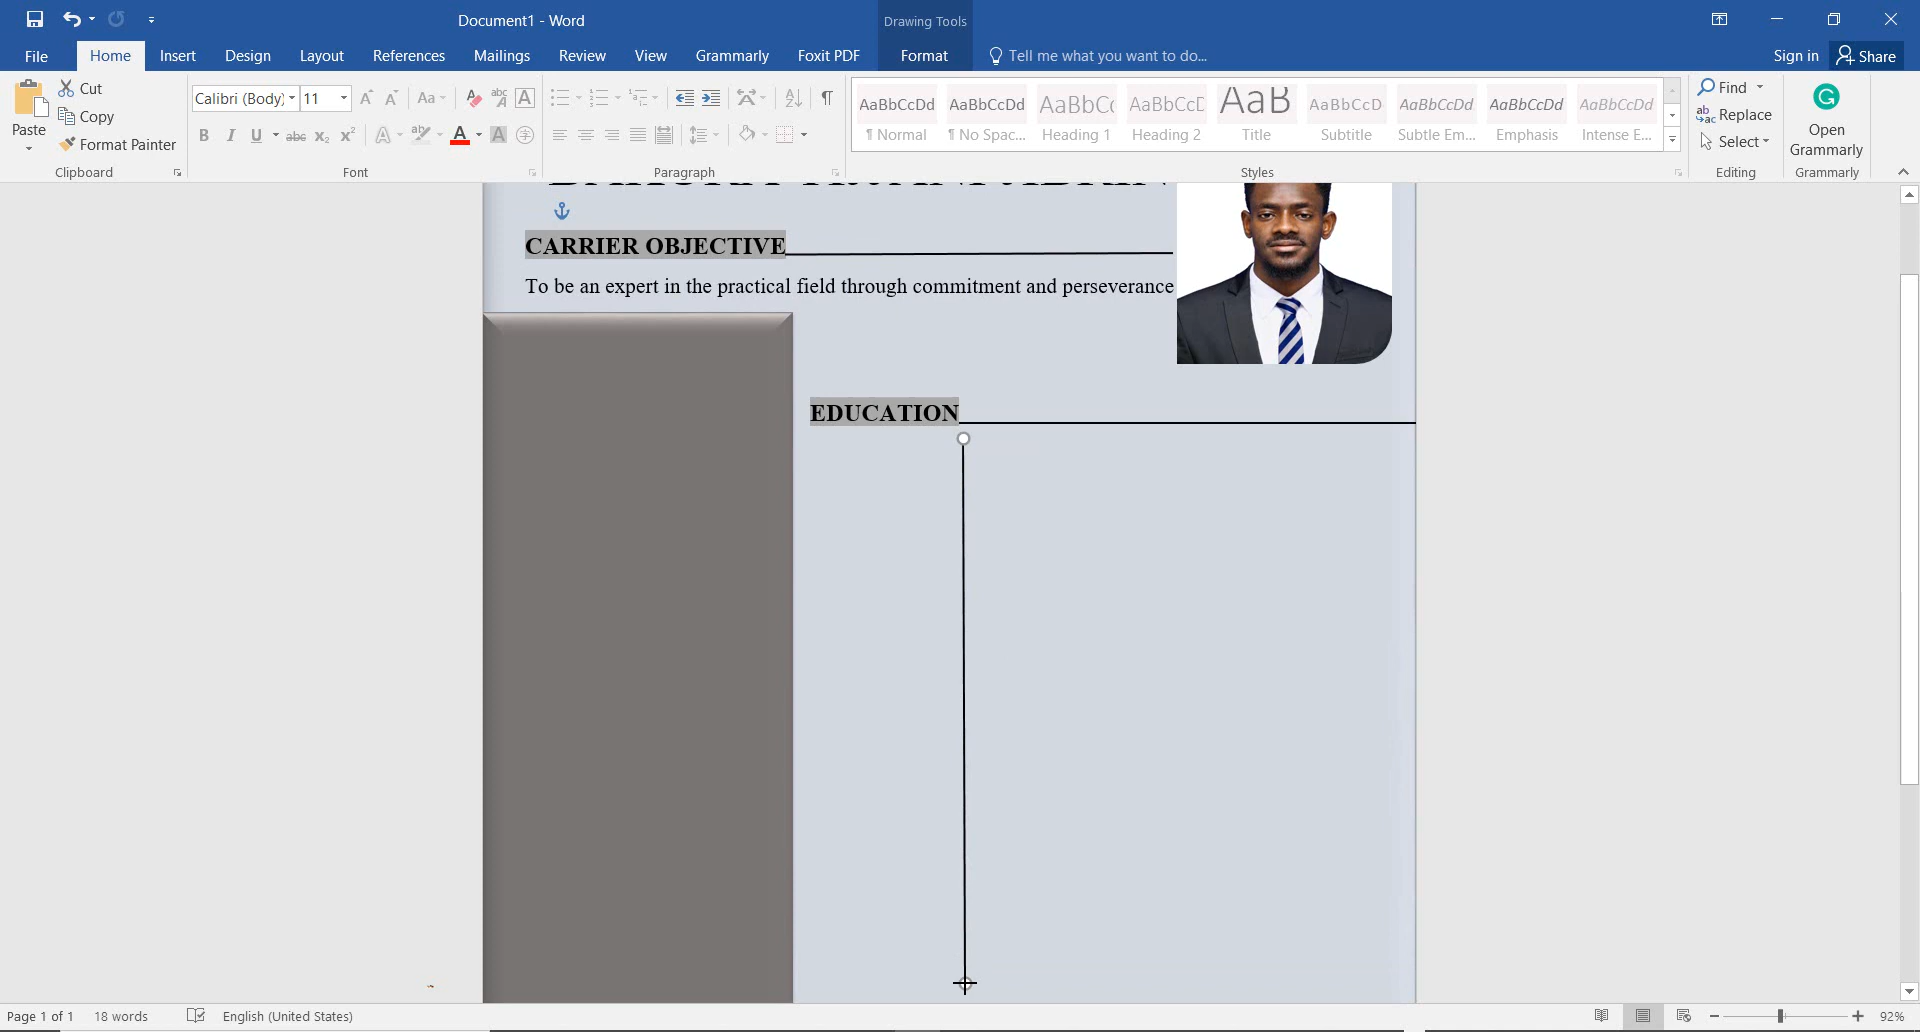 Document1 - Word
Drawing Tools
File
Home
Insert
Design
Layout
References
Mailings
Review
View
Grammarly
Foxit PDF
Format
Tell me what you want to do...
Sign in
Share
Paste
Cut
Copy
Format Painter
Clipboard
Calibri (Body)
11
Font
Paragraph
AaBbCcDd
¶ Normal
AaBbCcDd
¶ No Spac...
AaBbC
Heading 1
AaBbCcE
Heading 2
AaB
Title
AaBbCcD
Subtitle
AaBbCcDd
Subtle Em...
AaBbCcDd
Emphasis
AaBbCcDd
Intense E...
Styles
Find
Replace
Select
Editing
Open
Grammarly
Grammarly
CARRIER OBJECTIVE
To be an expert in the practical field through commitment and perseverance
EDUCATION
Page 1 of 1
18 words
English (United States)
92%